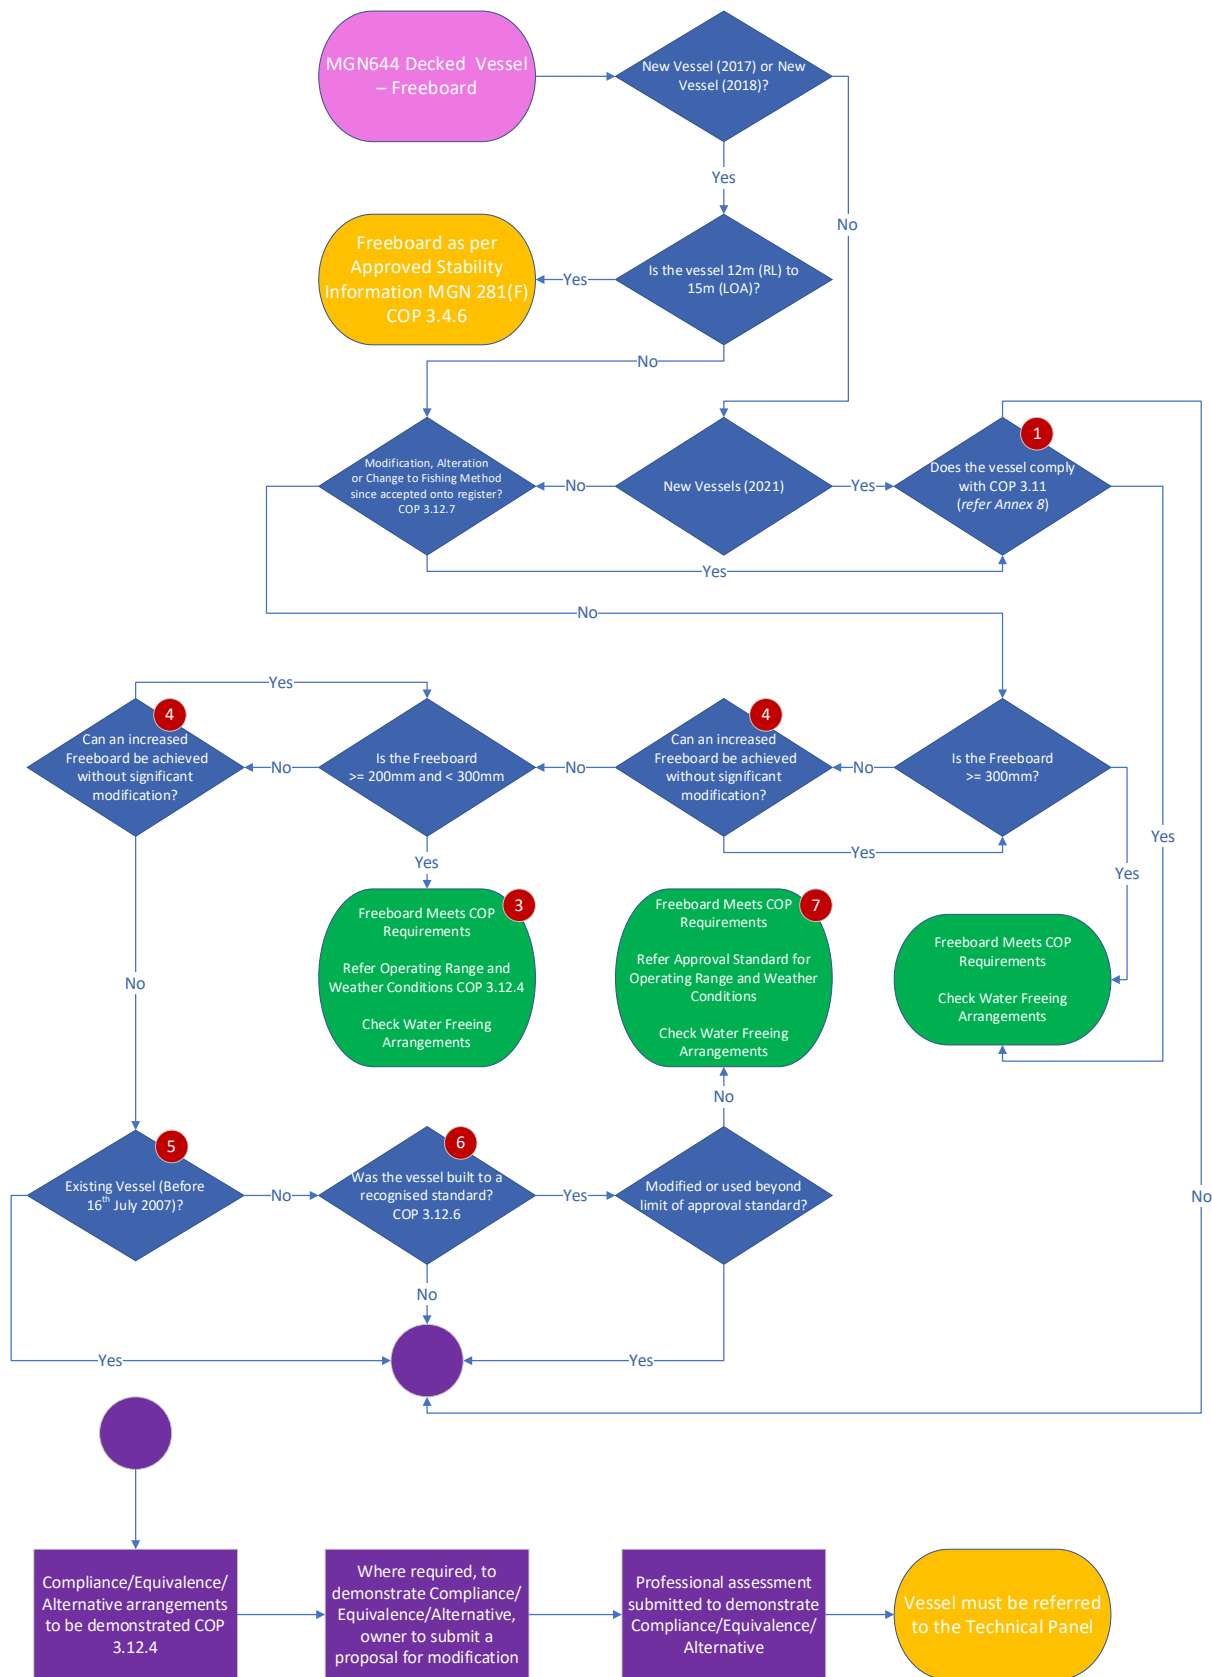 MGN644 Decked Vessel
– Freeboard
New Vessel (2017) or New
Vessel (2018)?
Yes
No
Freeboard as per
Approved Stability
Information MGN 281(F)
COP 3.4.6
Yes
Is the vessel 12m (RL) to
15m (LOA)?
No
Modification, Alteration
or Change to Fishing Method
since accepted onto register?
COP 3.12.7
No
New Vessels (2021)
Yes
1
Does the vessel comply
with COP 3.11
(refer Annex 8)
Yes
No
Yes
4
Can an increased
Freeboard be achieved
without significant
modification?
No
Is the Freeboard
>= 200mm and < 300mm
No
4
Can an increased
Freeboard be achieved
without significant
modification?
No
Is the Freeboard
>= 300mm?
Yes
Yes
Yes
Yes
3
Freeboard Meets COP
Requirements
Refer Operating Range and
Weather Conditions COP 3.12.4
Check Water Freeing
Arrangements
7
Freeboard Meets COP
Requirements
Refer Approval Standard for
Operating Range and Weather
Conditions
Check Water Freeing
Arrangements
Freeboard Meets COP
Requirements
Check Water Freeing
Arrangements
No
No
5
Existing Vessel (Before
16th July 2007)?
No
6
Was the vessel built to a
recognised standard?
COP 3.12.6
Yes
Modified or used beyond
limit of approval standard?
No
No
Yes
Yes
Compliance/Equivalence/
Alternative arrangements
to be demonstrated COP
3.12.4
Where required, to
demonstrate Compliance/
Equivalence/Alternative,
owner to submit a
proposal for modification
Professional assessment
submitted to demonstrate
Compliance/Equivalence/
Alternative
Vessel must be referred
to the Technical Panel